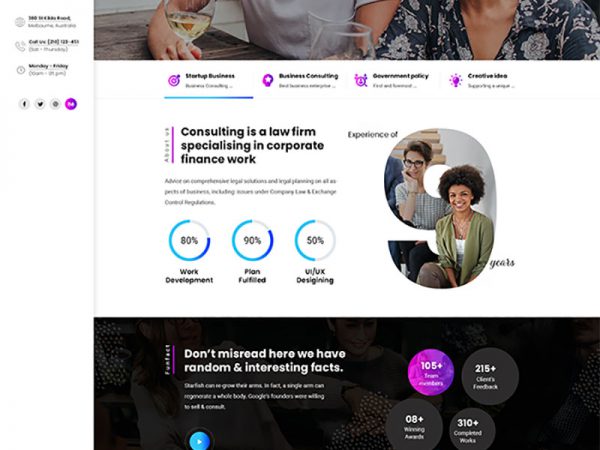 380 St Kilda Road,
Melbourne, Australia
Call Us: (210) 123-451
(Sat - Thursday)
Monday - Friday
(10am - 05 pm)
Startup Business
Business Consulting ...
Business Consulting
Best business enterprise ...
Government policy
First and foremost ...
Creative idea
Supporting a unique ...
About us
Consulting is a law firm
specialising in corporate
finance work
Advice on comprehensive legal solutions and legal planning on all as
pects of business, including: issues under Company Law & Exchange
Control Regulations.
80%
Work
Development
90%
Plan
Fulfilled
50%
UI/UX
Desigining
Experience of
9
years
Funfact
Don't misread here we have
random & interesting facts.
Starfish can re-grow their arms. In fact, a single arm can
regenerate a whole body. Google's founders were willing
to sell & consult.
105+
Team
members
215+
Client's
Feedback
08+
Winning
Awards
310+
Completed
Works